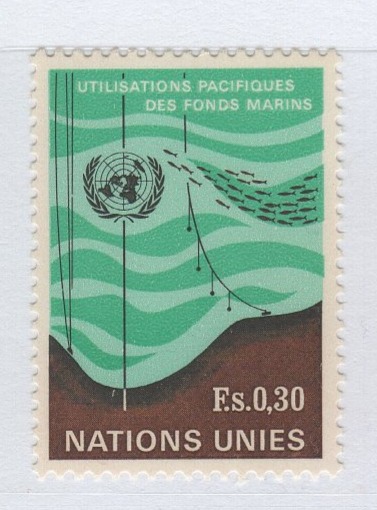 UTILISATIONS PACIFIQUES
DES FONDS MARINS
F.s.0,30
NATIONS UNIES